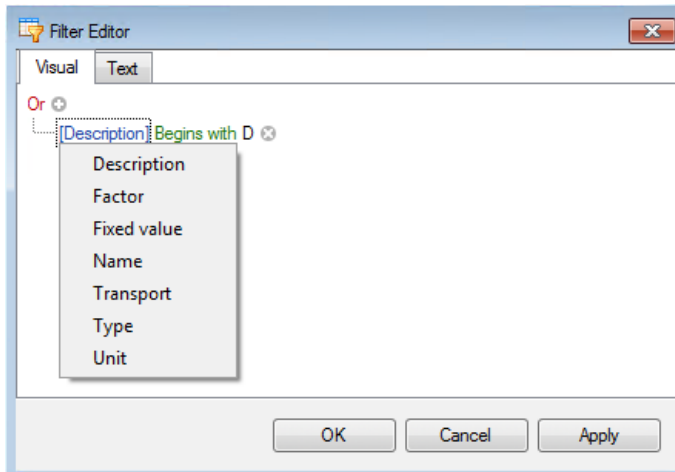 Filter Editor
Visual Text
Or
[Description] Begins with D
Description
Factor
Fixed value
Name
Transport
Type
Unit
OK Cancel Apply